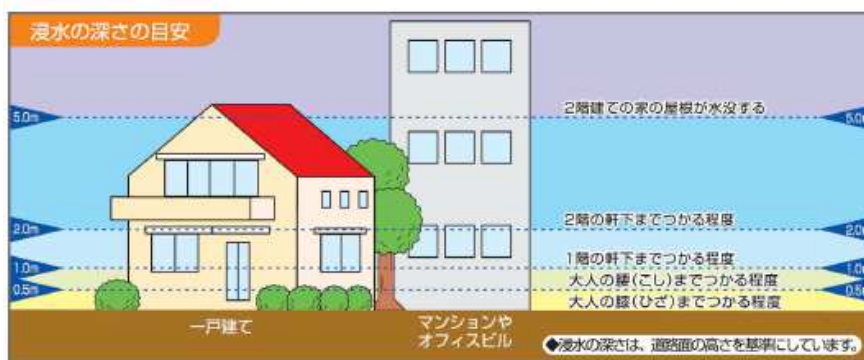 浸水の深さの目安
5.0m
2階建ての家の屋根が水没する
5.0m
2.0m
2階の軒下までつかる程度
2.0m
1階の軒下までつかる程度
1.0m
1.0m
大人の腰(こし)までつかる程度
0.5m
0.5m
大人の膝(ひざ)までつかる程度
一戸建て
マンションや
オフィスビル
◆浸水の深さは、道路面の高さを基準にしています。